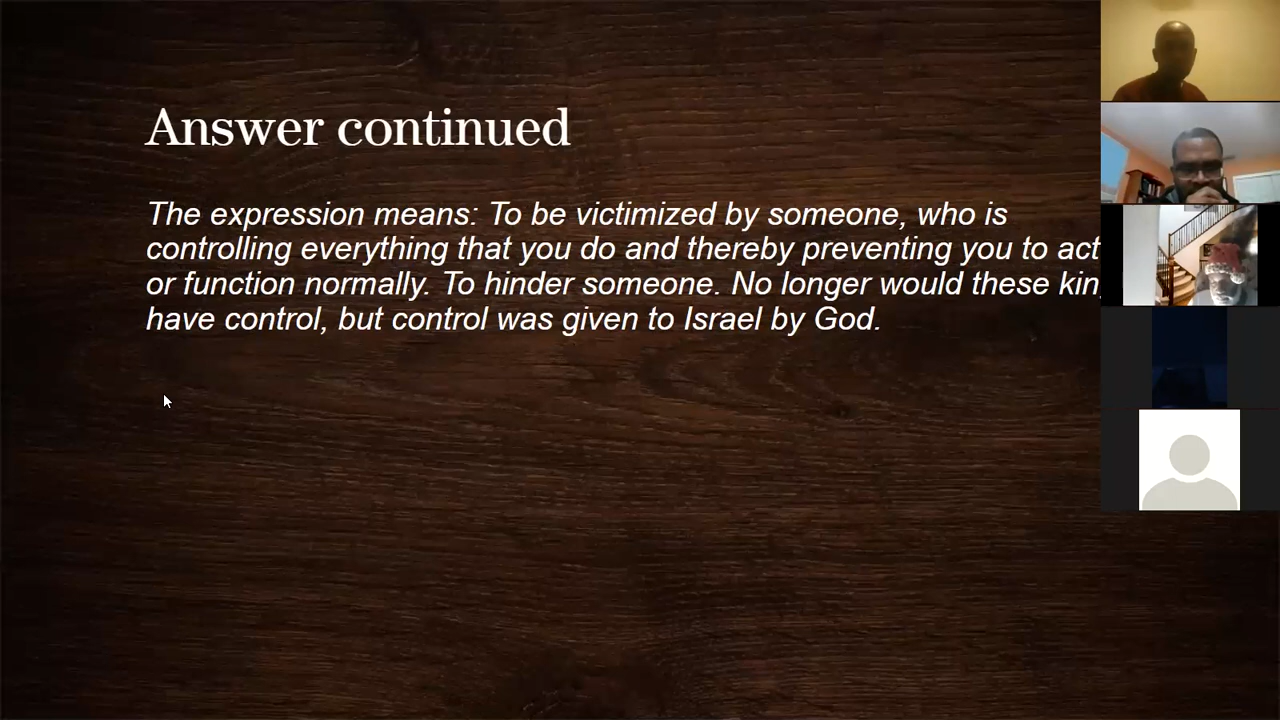 Answer continued
The expression means: To be victimized by someone, who is
controlling everything that you do and thereby preventing you to act
or function normally. To hinder someone. No longer would these
have control, but control was given to Israel by God.